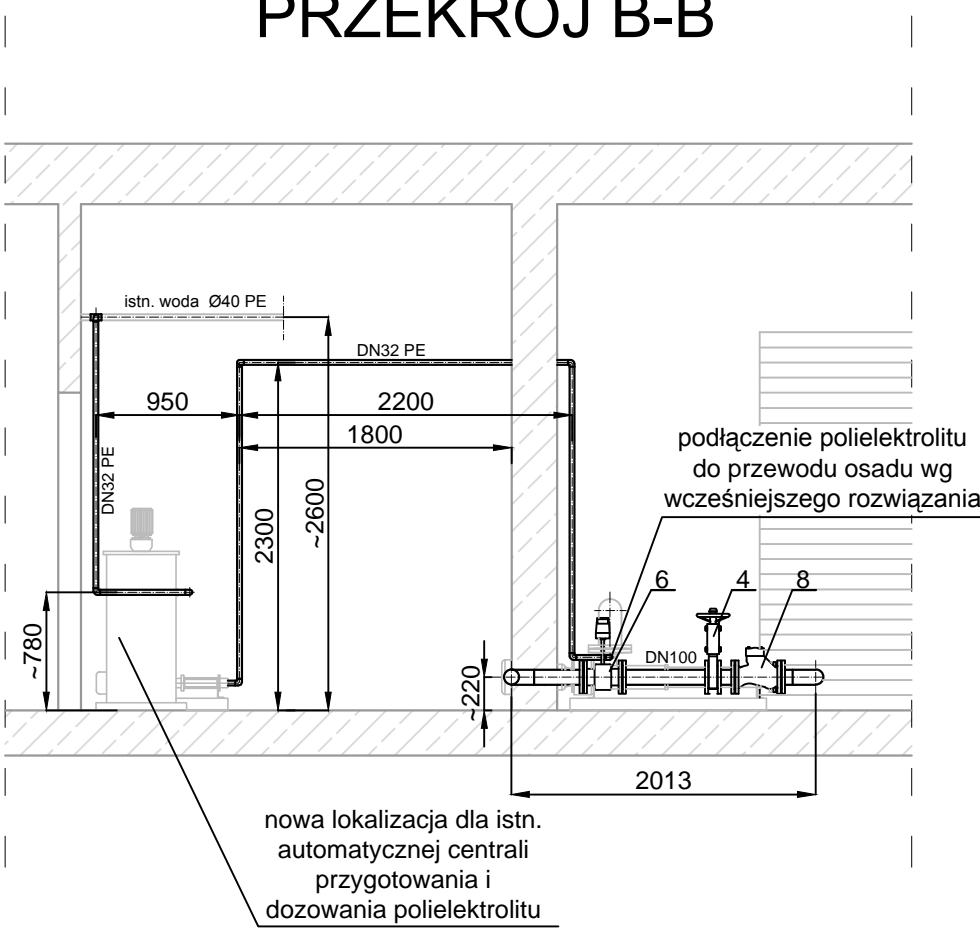 PRZEKRÓJ B-B
istn. woda Ø40 PE
DN32 PE
950
2200
1800
DN32 PE
2300
~2600
podłączenie polielektrolitu
do przewodu osadu wg
wcześniejszego rozwiązania
6
4
8
~780
DN100
~220
2013
nowa lokalizacja dla istn.
automatycznej centrali
przygotowania i
dozowania polielektrolitu